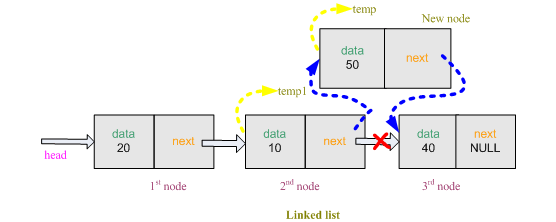 temp
New node
data
50
next
temp1
head
data
20
next
data
10
next
data
40
next
NULL
1st node
2nd node
3rd node
Linked list